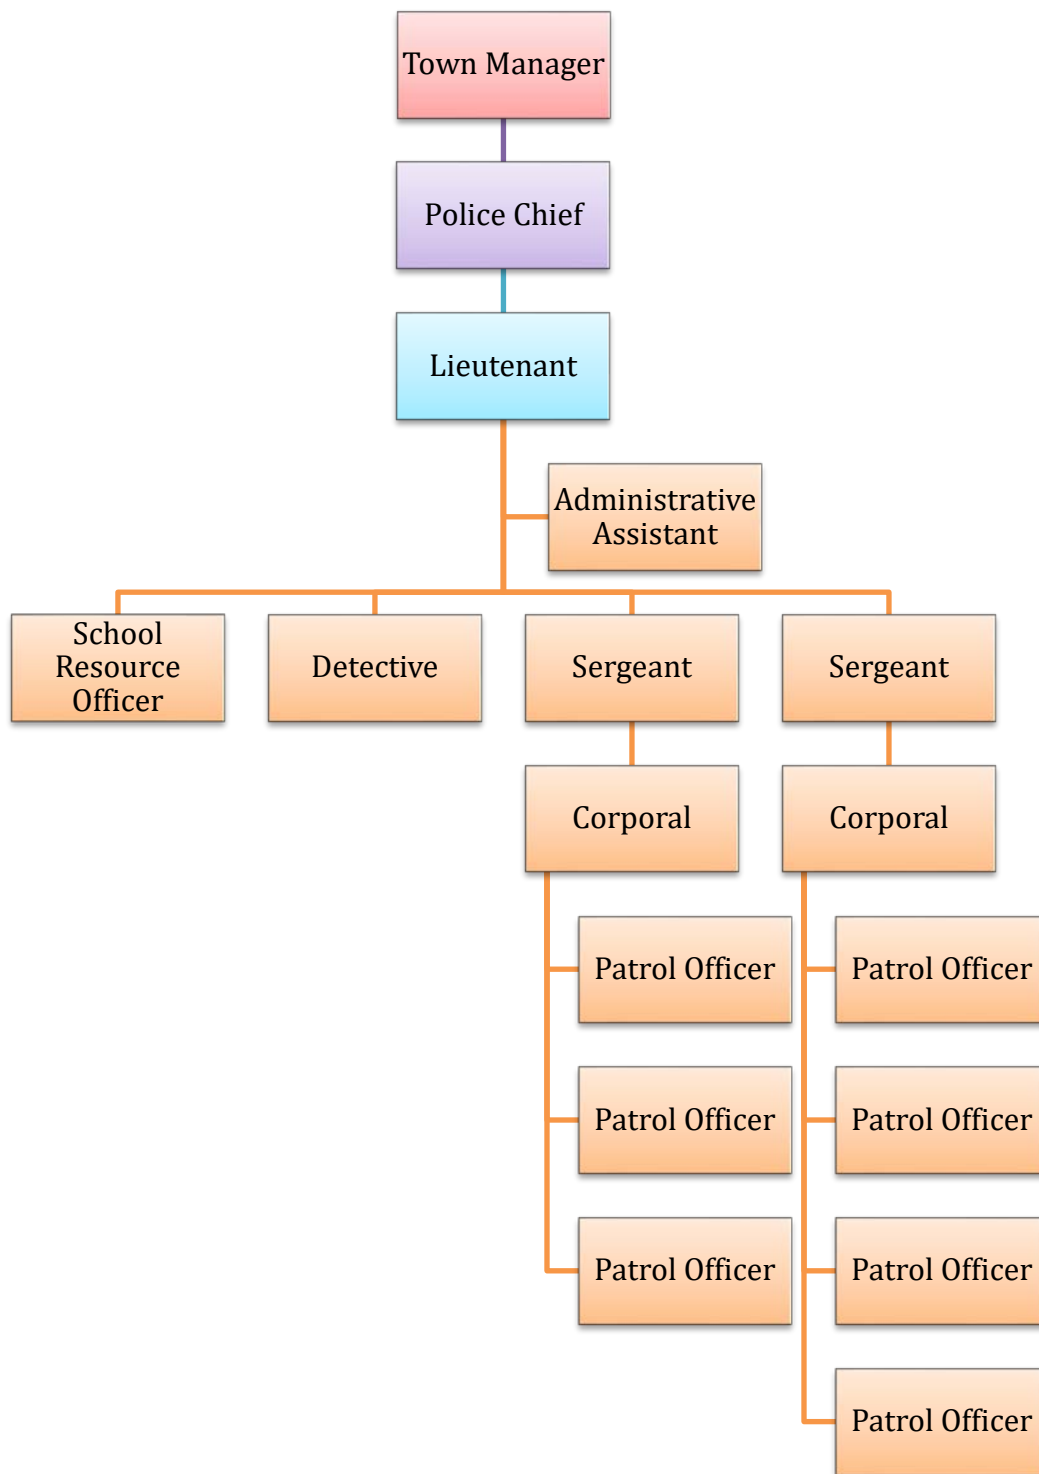 Town Manager
Police Chief
Lieutenant
Administrative
Assistant
School
Resource
Officer
Detective
Sergeant
Sergeant
Corporal
Corporal
Patrol Officer
Patrol Officer
Patrol Officer
Patrol Officer
Patrol Officer
Patrol Officer
Patrol Officer